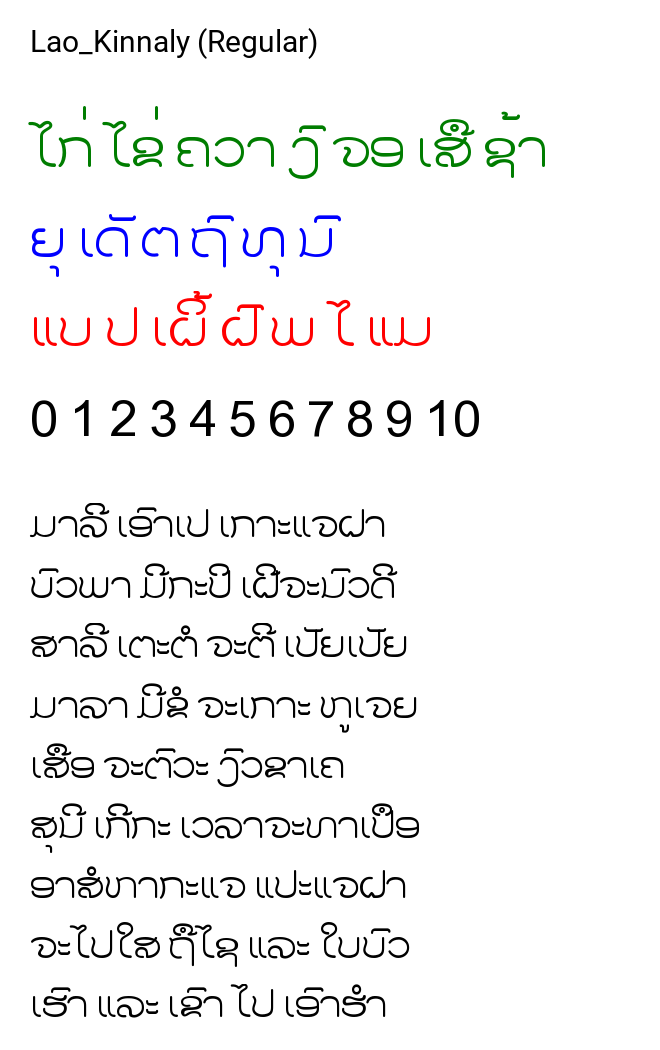 Lao_Kinnaly (Regular)
ໄກ່ ໄຂ່ ຄວາ ງົ ຈອ ເສື ຊ້າ
ຍຸ ເດັ ຕາ ຖົ ທຸ ນົ
ແບ ປ ເຜິ້ ຝົ ພ ໄ ແມ
0 1 2 3 4 5 6 7 8 9 10
ມາລີ ເອົາເປ ເກາະແຈຝາ
ບົວພາ ມີກະປິ ເຝີຈະມົວດີ
ສາລີ ເຕະຕໍ ຈະຕີ ເປັຍເປັຍ
ມາລາ ມີຂໍ ຈະເກາະ ຫູເຈຍ
ເສືອ ຈະຕົວະ ງົວຂາເຄ
ສຸນີ ເກີກະ ເວລາຈະທາເປືອ
ອາສໍຫາກະແຈ ແປະແຈຝາ
ຈະໄປໃສ ຖືໄຊ ແລະ ໃບບົວ
ເຮົາ ແລະ ເຂົາ ໄປ ເອົາຮໍາ